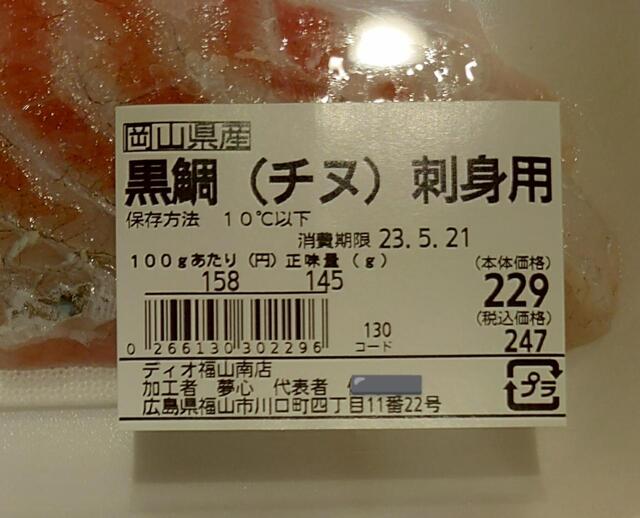 岡山県産
黒鯛（チヌ）刺身用
保存方法 10℃以下
消費期限 23.5.21
100gあたり（円）正味量（g）
158 145
（本体価格）
229
（税込価格）
247
130
コード
0 266130 302296
ディオ福山南店
加工者 夢心 代表者
広島県福山市川口町四丁目11番22号
プラ